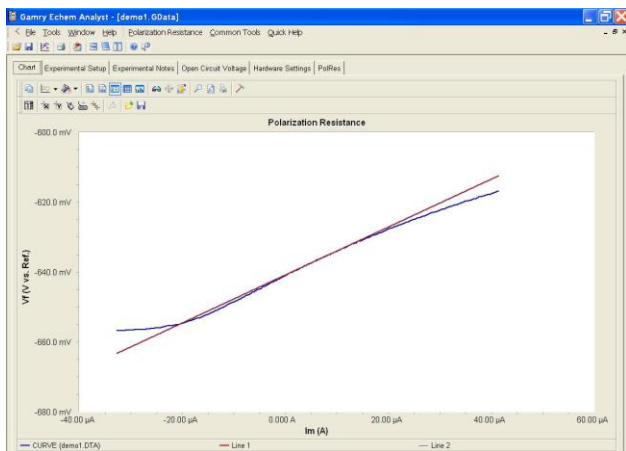 Gamry Echem Analyst - [demo1.GData]
File Tools Window Help Polarization Resistance Common Tools Quick Help
Chart Experimental Setup Experimental Notes Open Circuit Voltage Hardware Settings PolRes
Polarization Resistance
-600.0 mV
-620.0 mV
-640.0 mV
-660.0 mV
-680.0 mV
Vf (V vs. Ref.)
-40.00 µA -20.00 µA 0.000 A 20.00 µA 40.00 µA 60.00 µA
Im (A)
CURVE (demo1.DTA) Line 1 Line 2